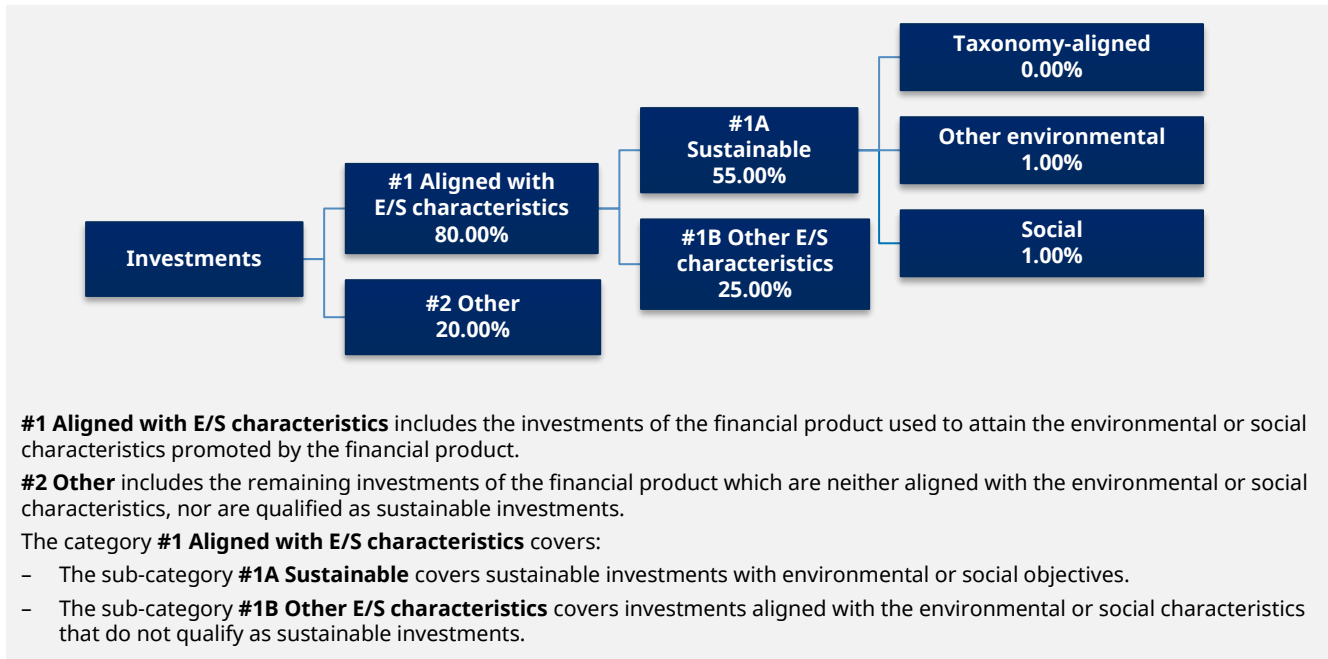 Taxonomy-aligned
0.00%
#1A
Sustainable
55.00%
Other environmental
1.00%
#1 Aligned with
E/S characteristics
80.00%
Social
1.00%
#1B Other E/S
characteristics
25.00%
Investments
#2 Other
20.00%
#1 Aligned with E/S characteristics includes the investments of the financial product used to attain the environmental or social
characteristics promoted by the financial product.
#2 Other includes the remaining investments of the financial product which are neither aligned with the environmental or social
characteristics, nor are qualified as sustainable investments.
The category #1 Aligned with E/S characteristics covers:
– The sub-category #1A Sustainable covers sustainable investments with environmental or social objectives.
– The sub-category #1B Other E/S characteristics covers investments aligned with the environmental or social characteristics
that do not qualify as sustainable investments.